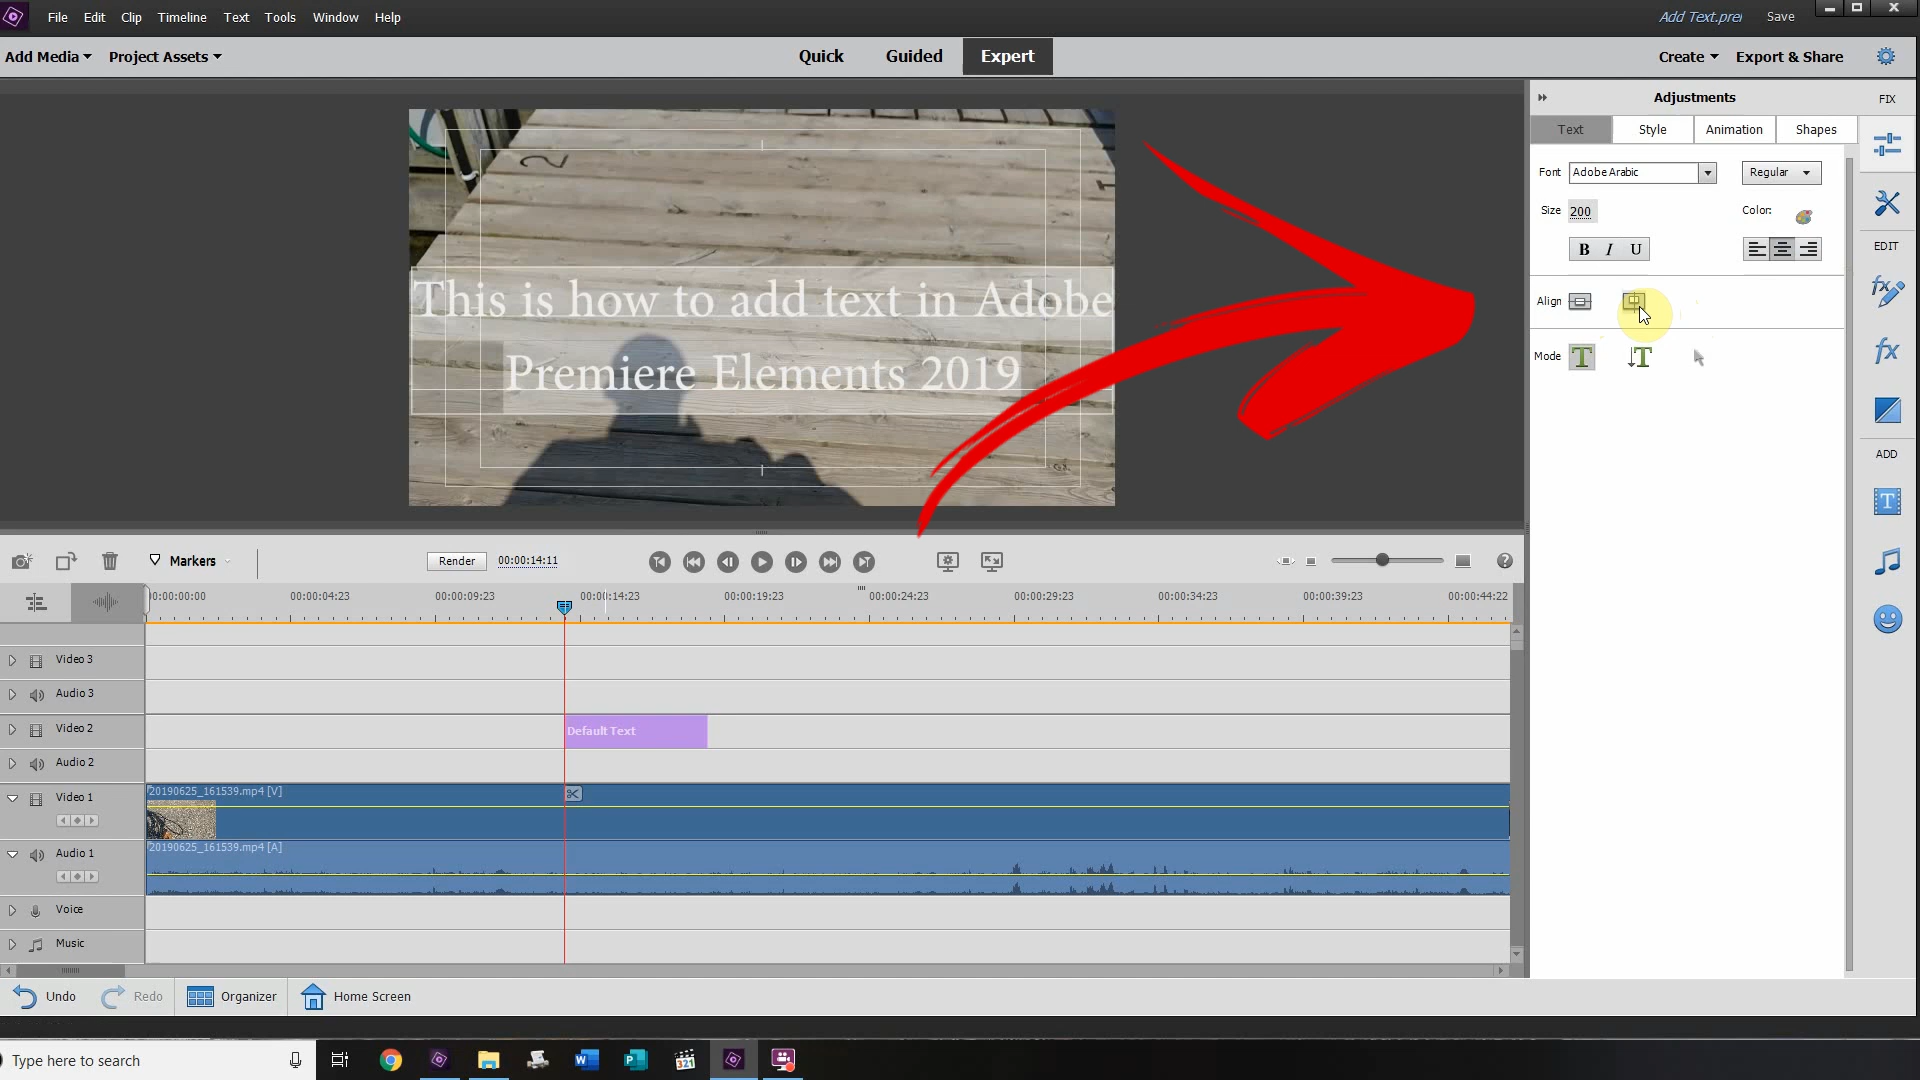 File Edit Clip Timeline Text Tools Window Help
Add Text.prel Save
Add Media Project Assets
Quick Guided Expert
Create Export & Share
Adjustments
FIX
Text Style Animation Shapes
Font Adobe Arabic Regular
Size 200 Color:
B I U
EDIT
Align
Mode T T
fx
ADD
T
2
This is how to add text in Adobe
Premiere Elements 2019
Markers
Render 00:00:14:11
?
00:00:00:00 00:00:04:23 00:00:09:23 00:00:14:23 00:00:19:23 00:00:24:23 00:00:29:23 00:00:34:23 00:00:39:23 00:00:44:22
Video 3
Audio 3
Video 2
Default Text
Audio 2
Video 1
20190625_161539.mp4 [V]
Audio 1
20190625_161539.mp4 [A]
Voice
Music
Undo Redo Organizer Home Screen
Type here to search
321